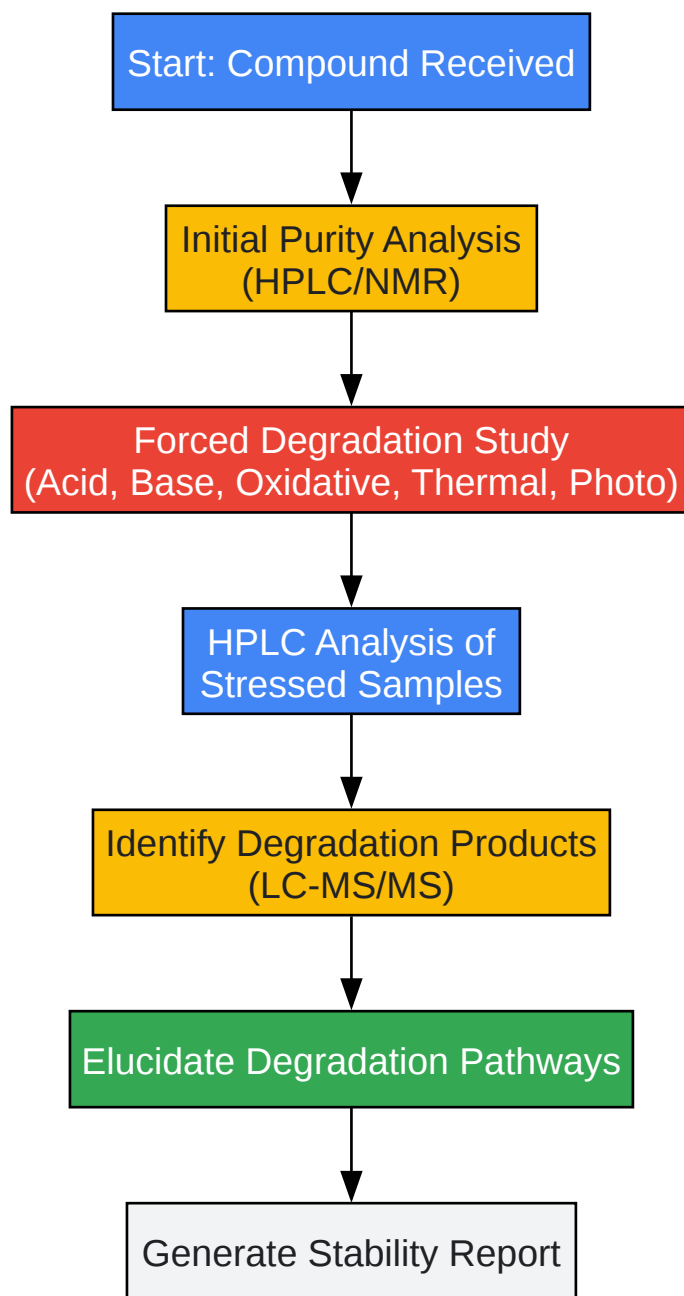 Start: Compound Received
Initial Purity Analysis
(HPLC/NMR)
Forced Degradation Study
(Acid, Base, Oxidative, Thermal, Photo)
HPLC Analysis of
Stressed Samples
Identify Degradation Products
(LC-MS/MS)
Elucidate Degradation Pathways
Generate Stability Report